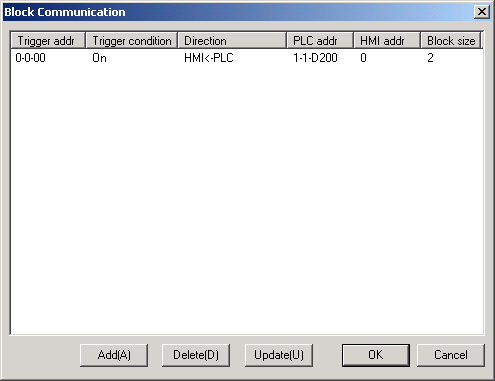 Block Communication
Trigger addr Trigger condition Direction PLC addr HMI addr Block size
0-0-00 On HMI<-PLC 1-1-D200 0 2
Add(A) Delete(D) Update(U) OK Cancel